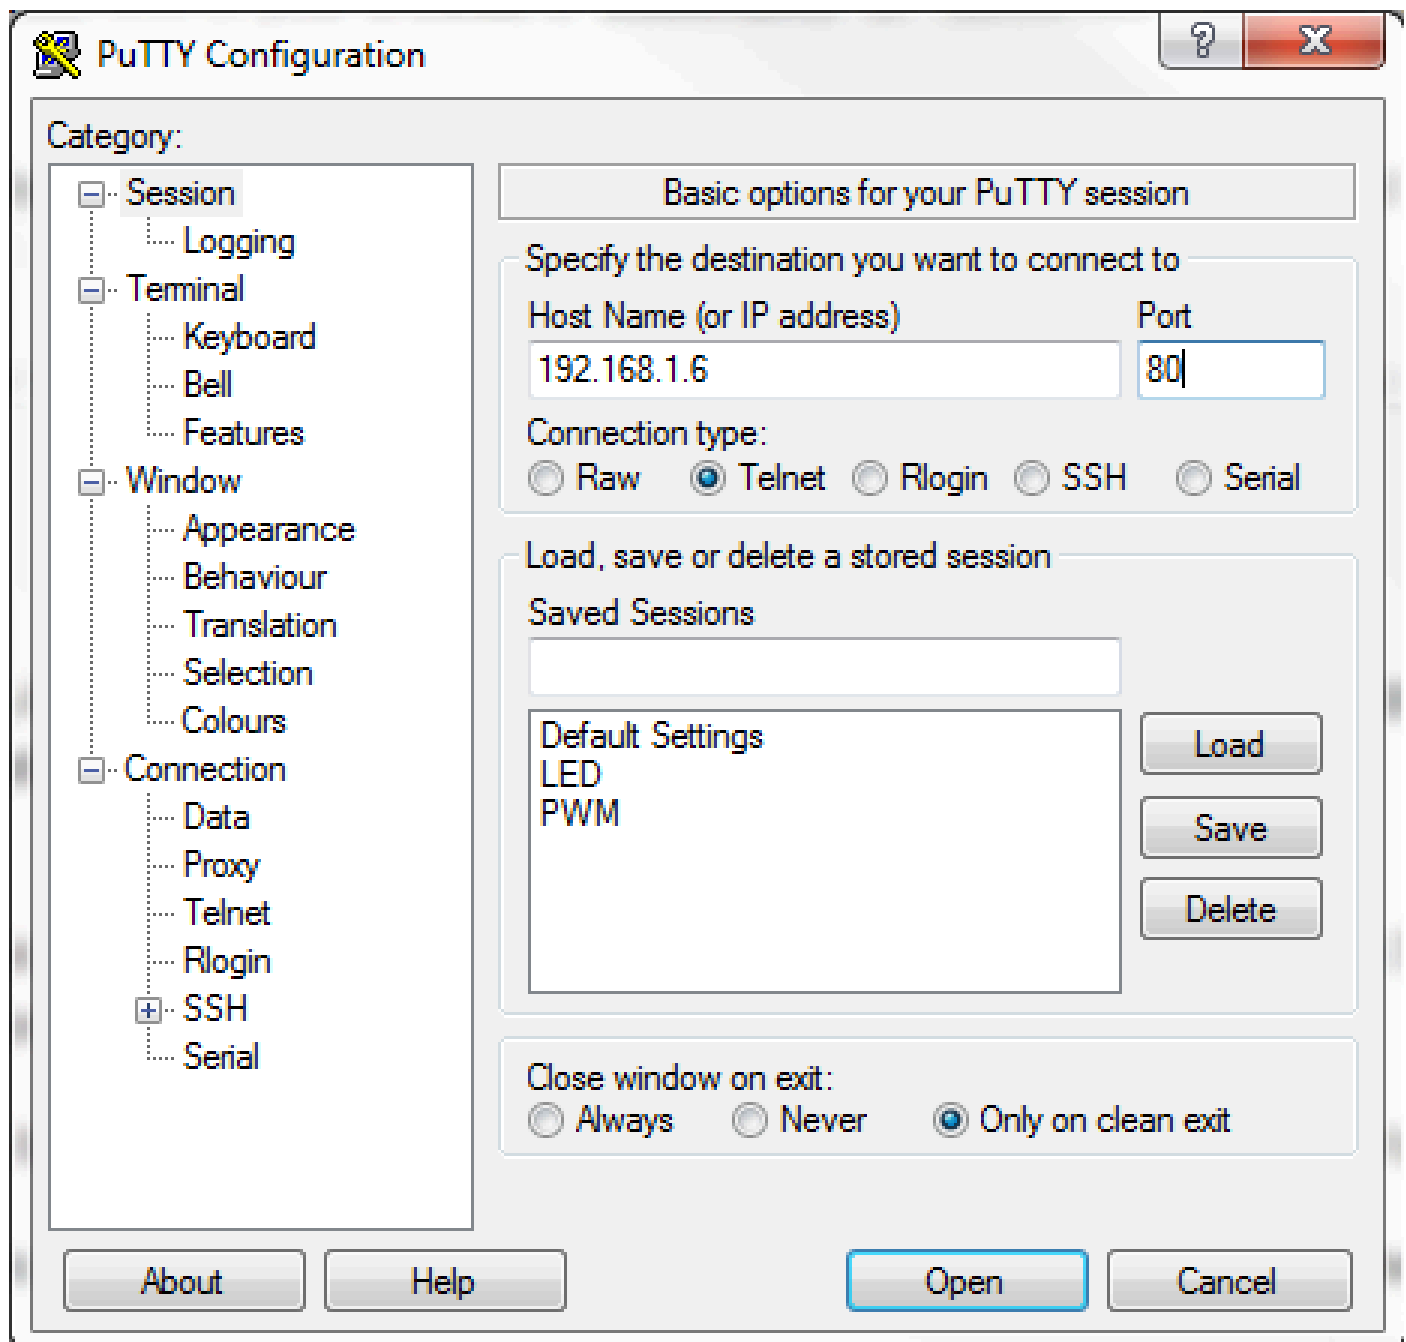 PuTTY Configuration
Category:
Session
Logging
Terminal
Keyboard
Bell
Features
Window
Appearance
Behaviour
Translation
Selection
Colours
Connection
Data
Proxy
Telnet
Rlogin
SSH
Serial
Basic options for your PuTTY session
Specify the destination you want to connect to
Host Name (or IP address) Port
192.168.1.6 80
Connection type:
Raw Telnet Rlogin SSH Serial
Load, save or delete a stored session
Saved Sessions
Default Settings
LED
PWM
Load
Save
Delete
Close window on exit:
Always Never Only on clean exit
About Help Open Cancel